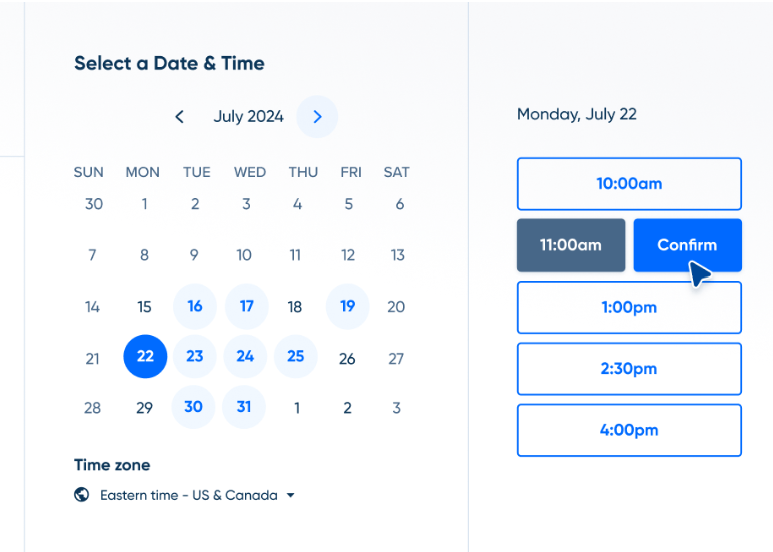 Select a Date & Time
July 2024
SUN MON TUE WED THU FRI SAT
30 1 2 3 4 5 6
7 8 9 10 11 12 13
14 15 16 17 18 19 20
21 22 23 24 25 26 27
28 29 30 31 1 2 3
Time zone
Eastern time - US & Canada
Monday, July 22
10:00am
11:00am Confirm
1:00pm
2:30pm
4:00pm